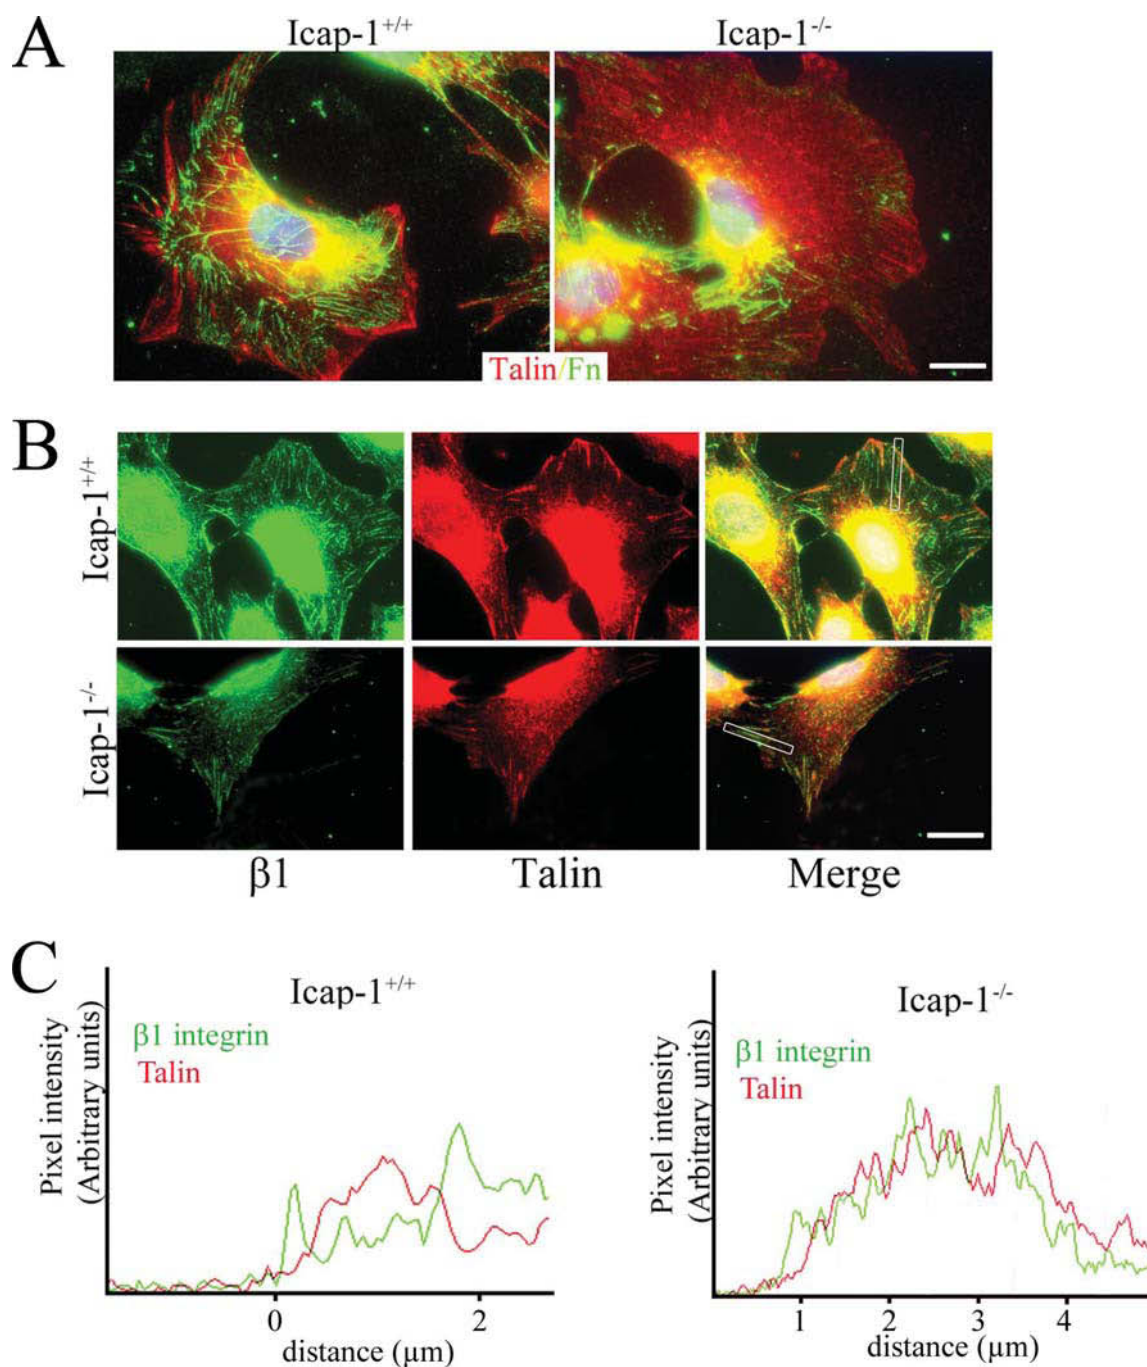 A
Icap-1+/+
Icap-1-/-
Talin/Fn
B
Icap-1+/+
Icap-1-/-
β1
Talin
Merge
C
Icap-1+/+
β1 integrin
Talin
Pixel intensity
(Arbitrary units)
0
2
distance (μm)
Icap-1-/-
β1 integrin
Talin
Pixel intensity
(Arbitrary units)
1
2
3
4
distance (μm)